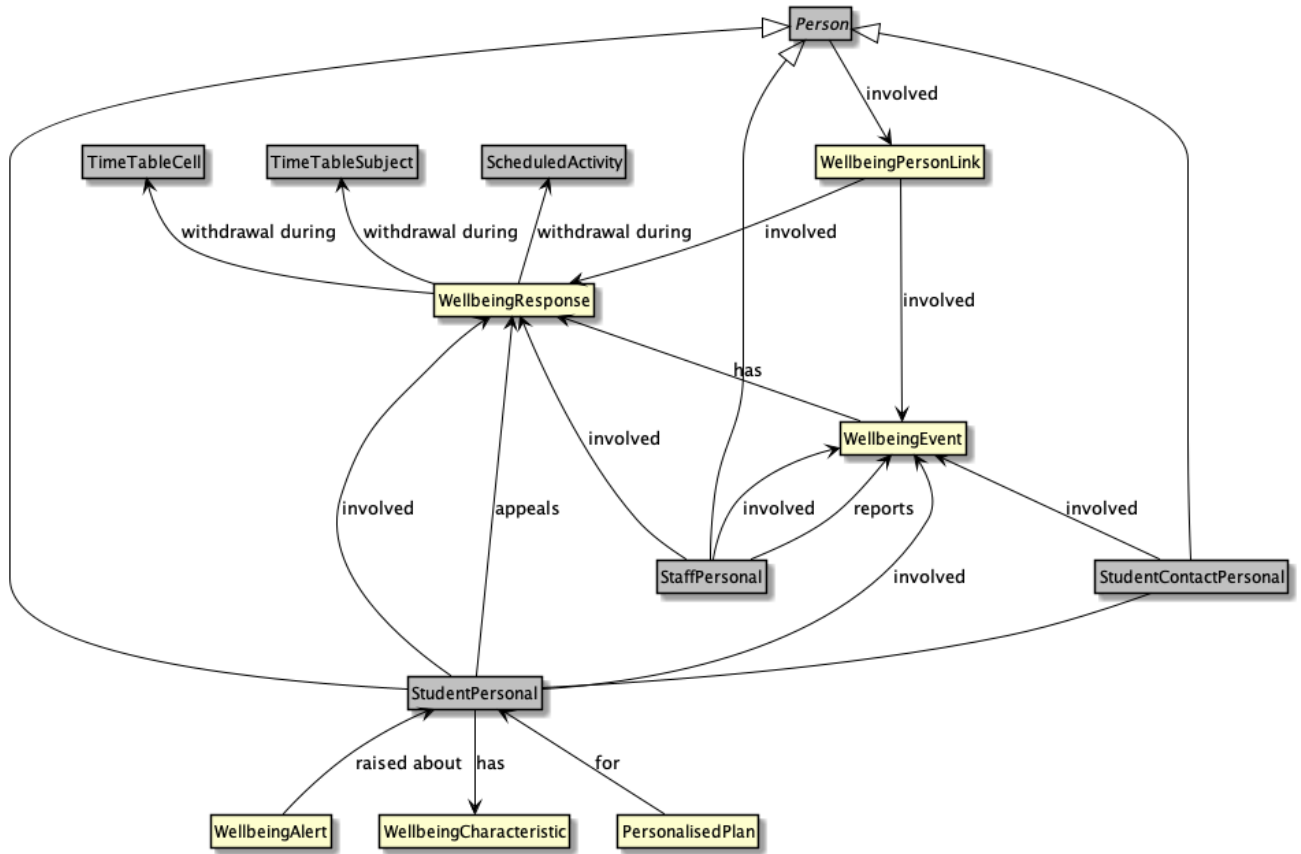 Person
involved
TimeTableCell
TimeTableSubject
ScheduledActivity
WellbeingPersonLink
withdrawal during
withdrawal during
withdrawal during
involved
WellbeingResponse
involved
has
involved
WellbeingEvent
involved
appeals
involved
reports
involved
StaffPersonal
involved
StudentContactPersonal
StudentPersonal
raised about
has
for
WellbeingAlert
WellbeingCharacteristic
PersonalisedPlan